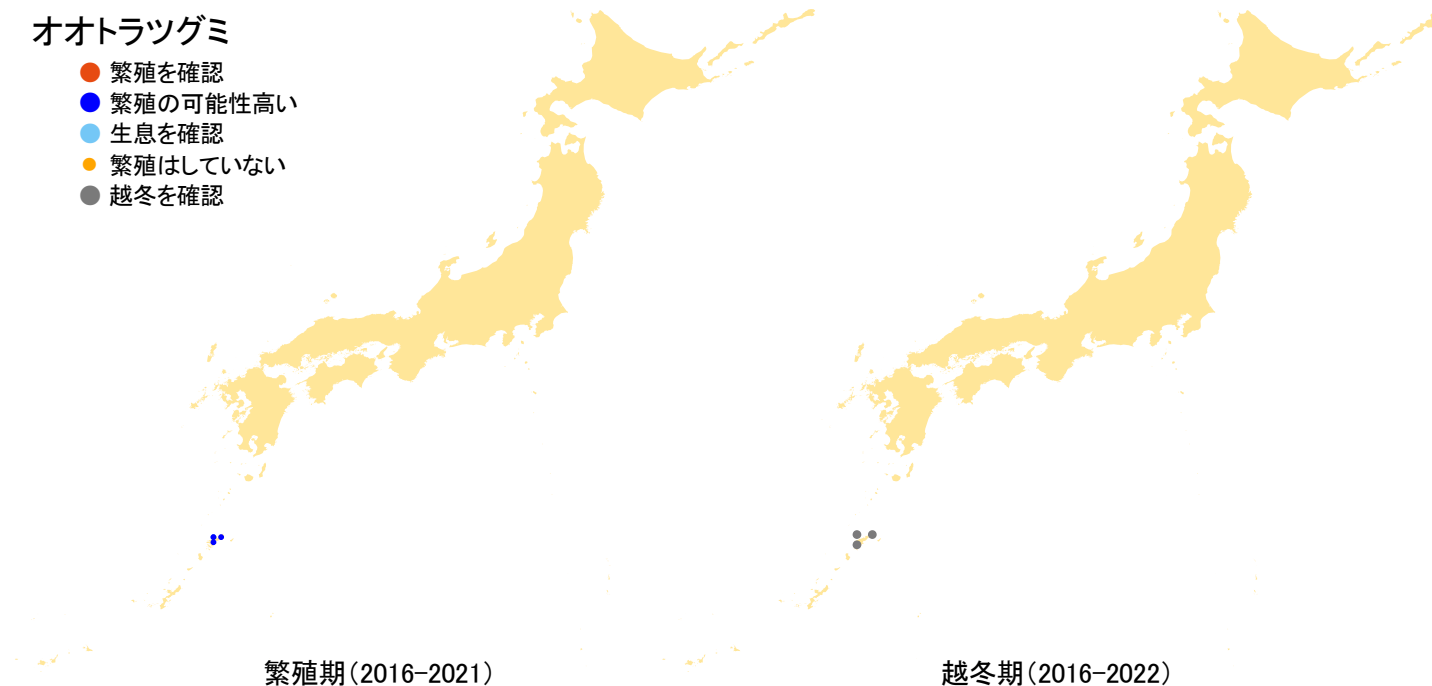 オオトラツグミ
繁殖を確認
繁殖の可能性高い
生息を確認
繁殖はしていない
越冬を確認
繁殖期(2016-2021)
越冬期(2016-2022)